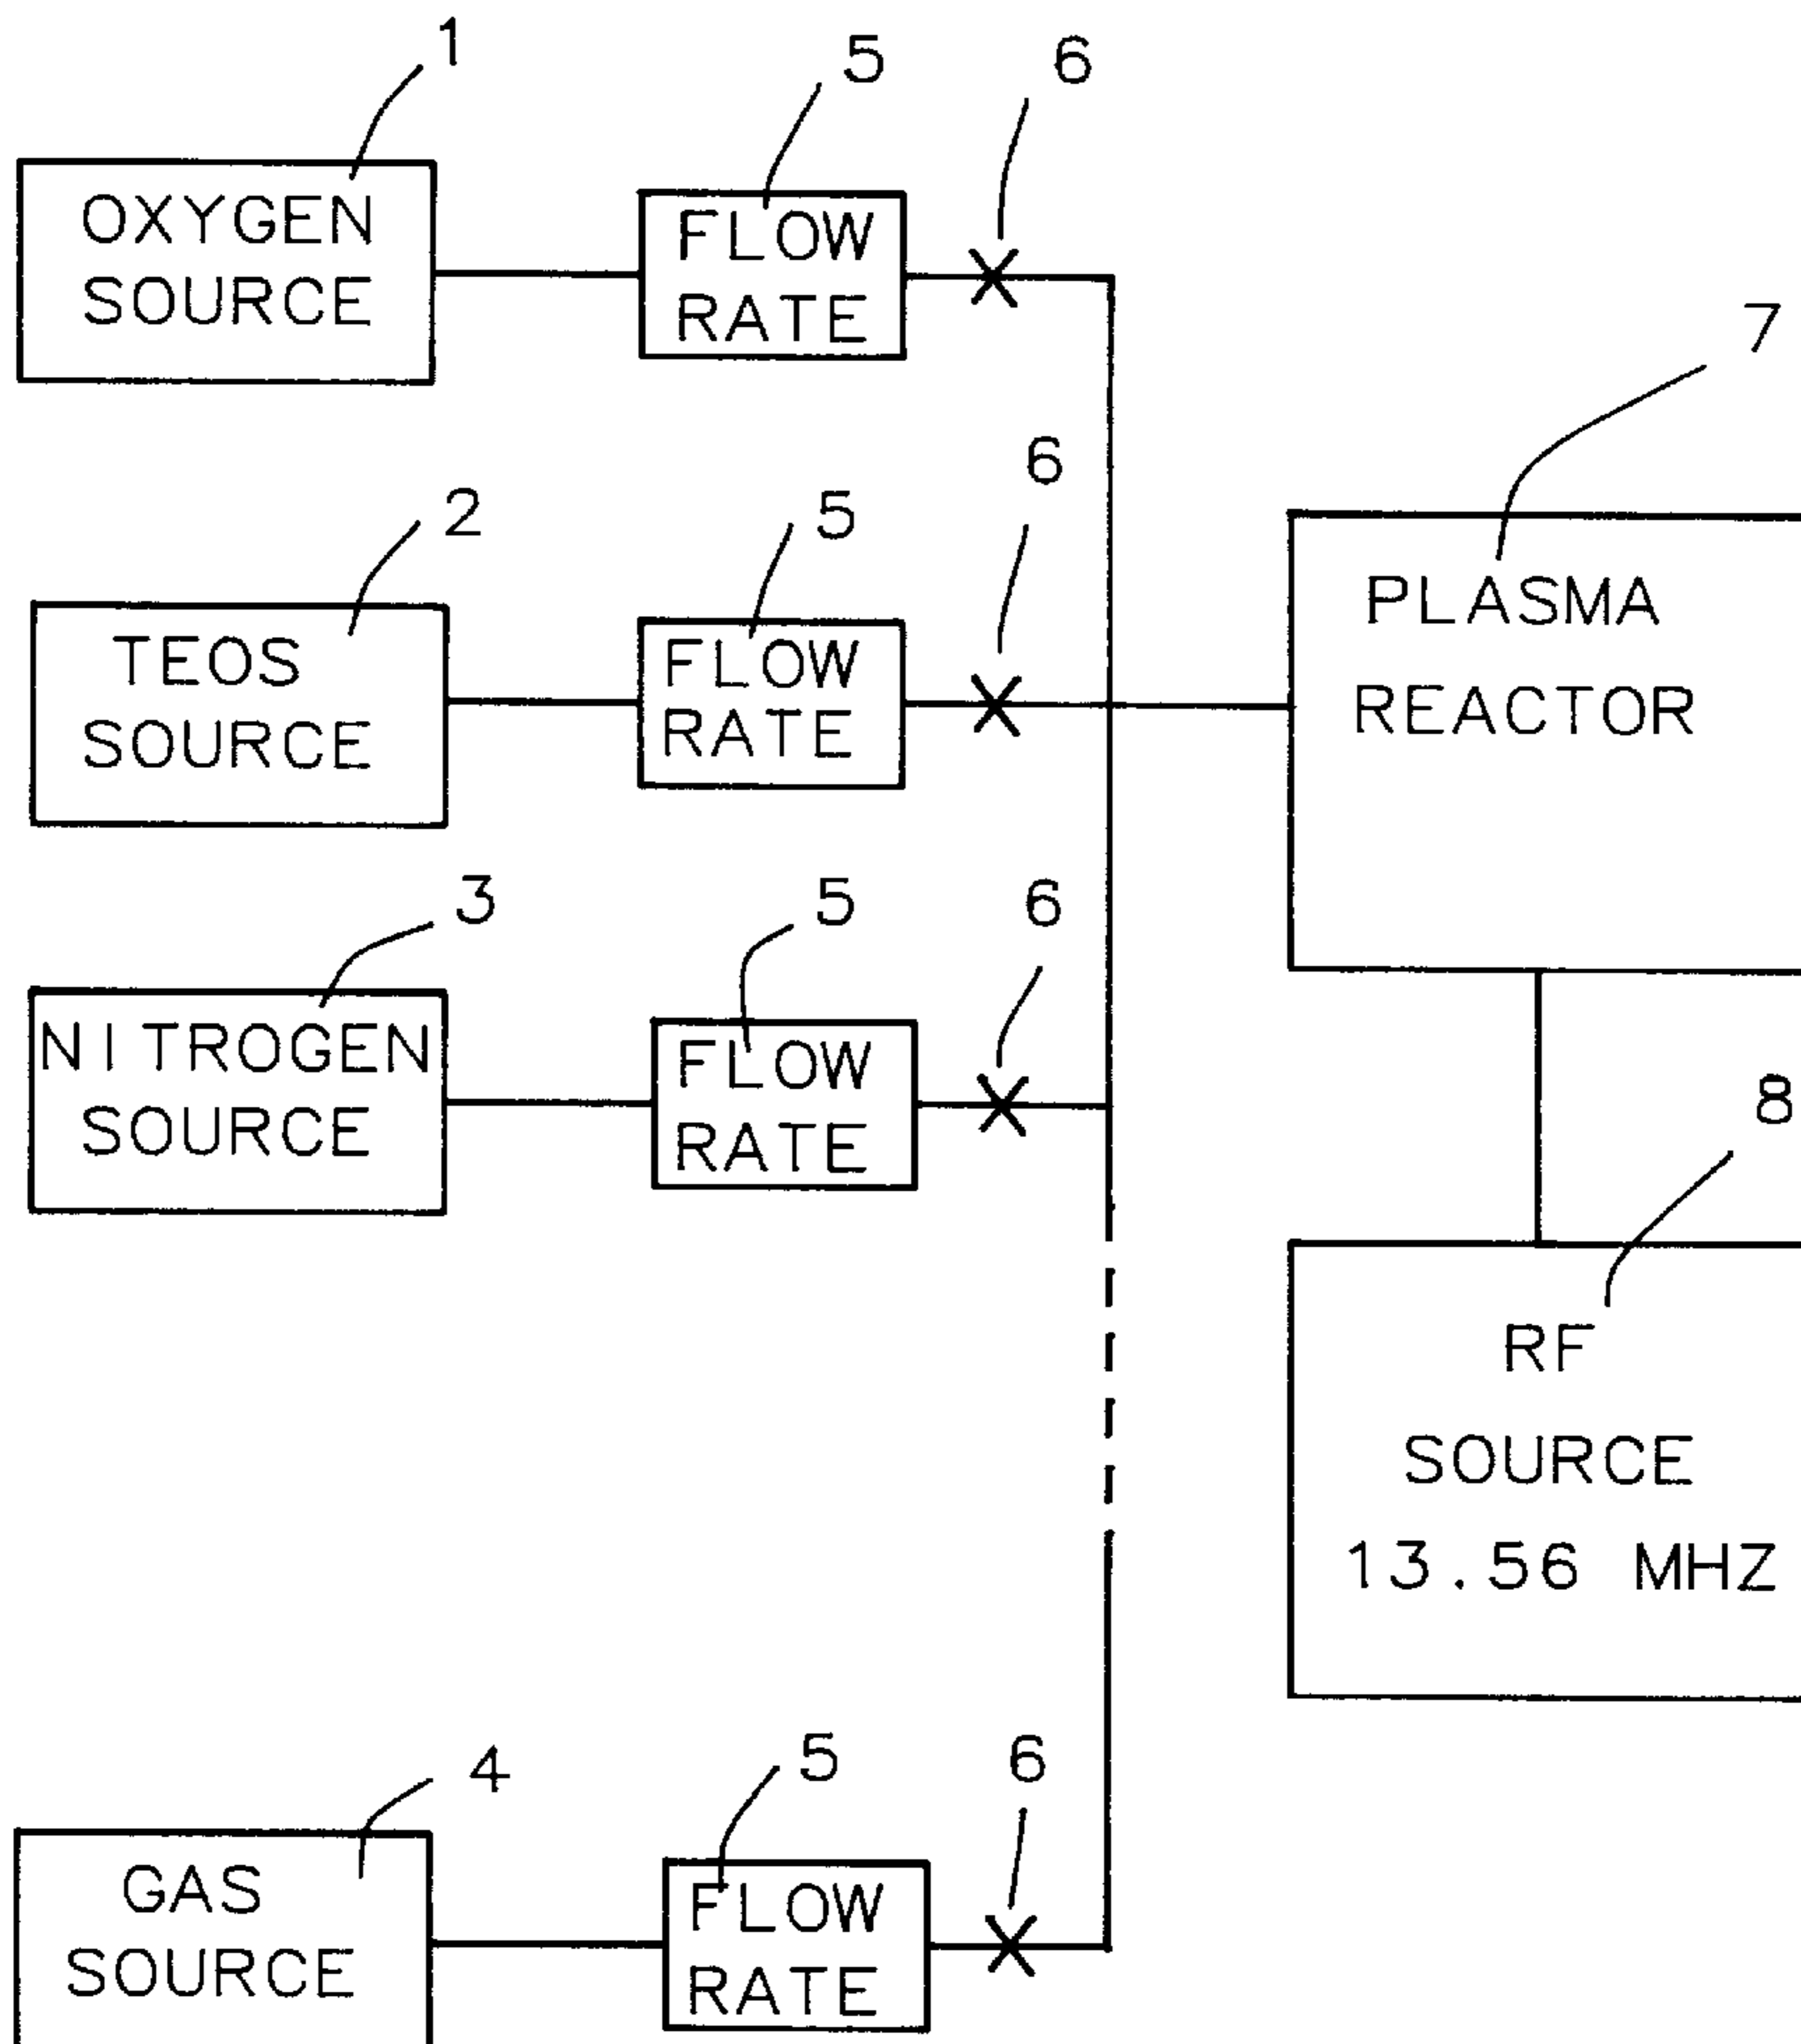 1
5
6
OXYGEN
SOURCE
FLOW
RATE
7
2
5
6
TEOS
SOURCE
FLOW
RATE
PLASMA
REACTOR
3
5
6
NITROGEN
SOURCE
FLOW
RATE
8
RF
SOURCE
13.56 MHZ
4
5
6
GAS
SOURCE
FLOW
RATE